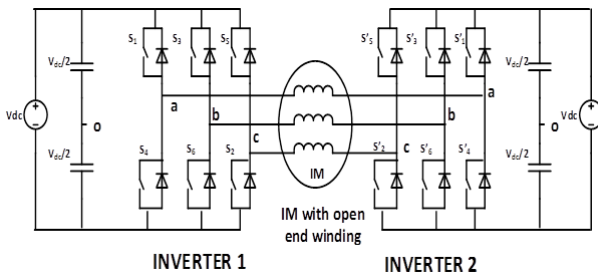 S1 S3 S5 S'5 S'3 S'1
Vdc/2 Vdc/2
a a
Vdc o b b o Vdc
c c
Vdc/2 S4 S6 S2 S'2 S'6 S'4 Vdc/2
IM
IM with open
end winding
INVERTER 1 INVERTER 2